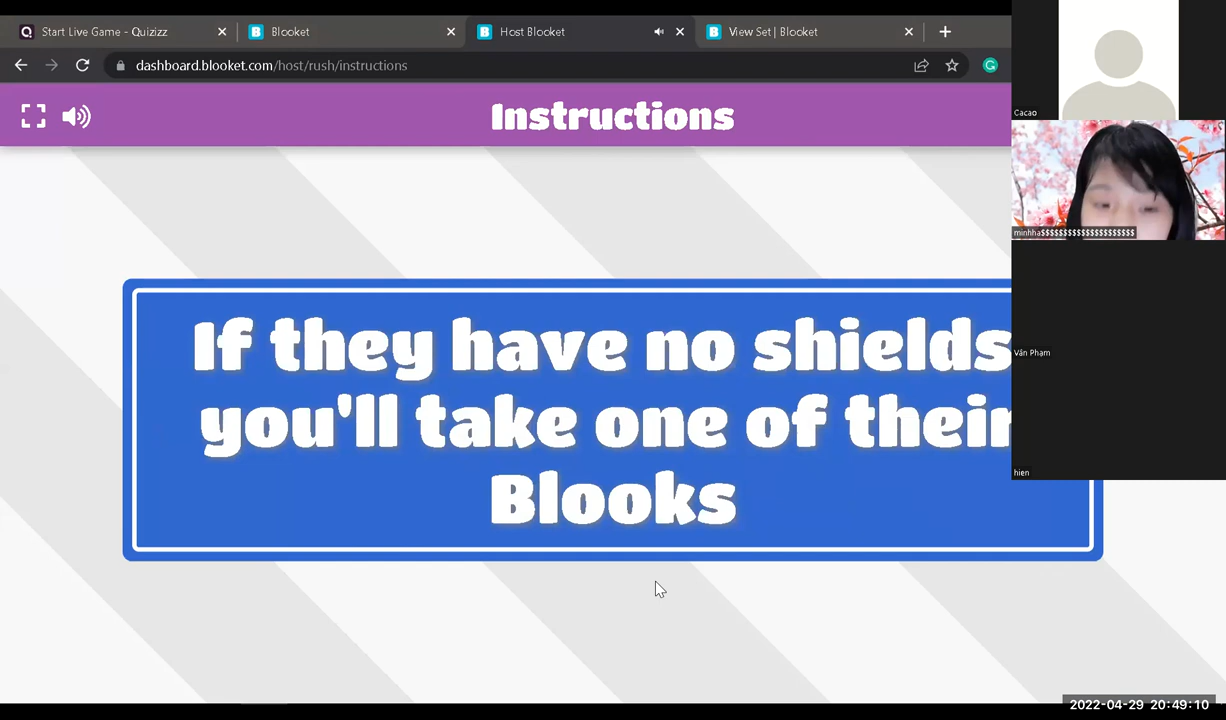 Start Live Game - Quizizz
Blooket
Host Blooket
View Set | Blooket
dashboard.blooket.com/host/rush/instructions
Instructions
If they have no shields
you'll take one of their
Blooks
Cacao
minhha$$$$$$$$$$$$$$$$$$$$$
Văn Phạm
hien
2022-04-29 20:49:10